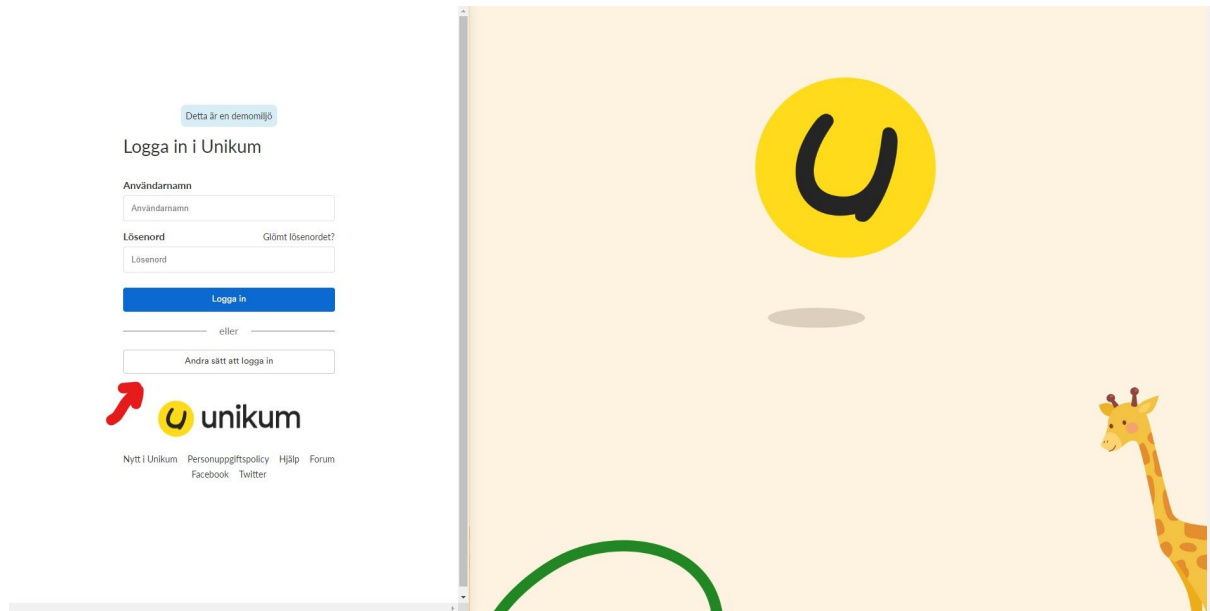 Detta är en demomiljö
Logga in i Unikum
Användarnamn
Användarnamn
Lösenord Glömt lösenordet?
Lösenord
Logga in
eller
Andra sätt att logga in
u unikum
Nytt i Unikum Personuppgiftspolicy Hjälp Forum
Facebook Twitter
u